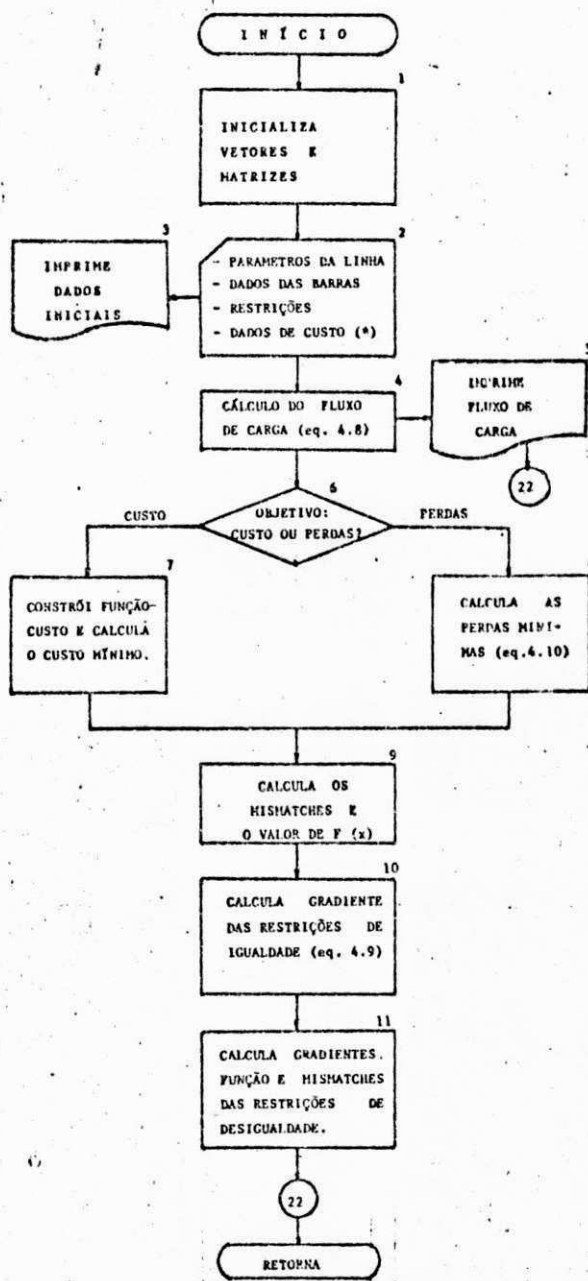 INÍCIO
1
INICIALIZA
VETORES E
MATRIZES
3
2
IMPRIME
DADOS
INICIAIS
- PARAMETROS DA LINHA
- DADOS DAS BARRAS
- RESTRIÇÕES
- DADOS DE CUSTO (*)
4
5
CÁLCULO DO FLUXO
DE CARGA (eq. 4.8)
IMPRIME
FLUXO DE
CARGA
22
6
CUSTO
OBJETIVO:
CUSTO OU PERDAS?
PERDAS
7
CONSTRÓI FUNÇÃO-
CUSTO E CALCULA
O CUSTO MÍNIMO.
CALCULA AS
PERDAS MINI-
MAS (eq.4.10)
9
CALCULA OS
MISMATCHES E
O VALOR DE F (x)
10
CALCULA GRADIENTE
DAS RESTRIÇÕES DE
IGUALDADE (eq. 4.9)
11
CALCULA GRADIENTES,
FUNÇÃO E MISMATCHES
DAS RESTRIÇÕES DE
DESIGUALDADE.
22
RETORNA